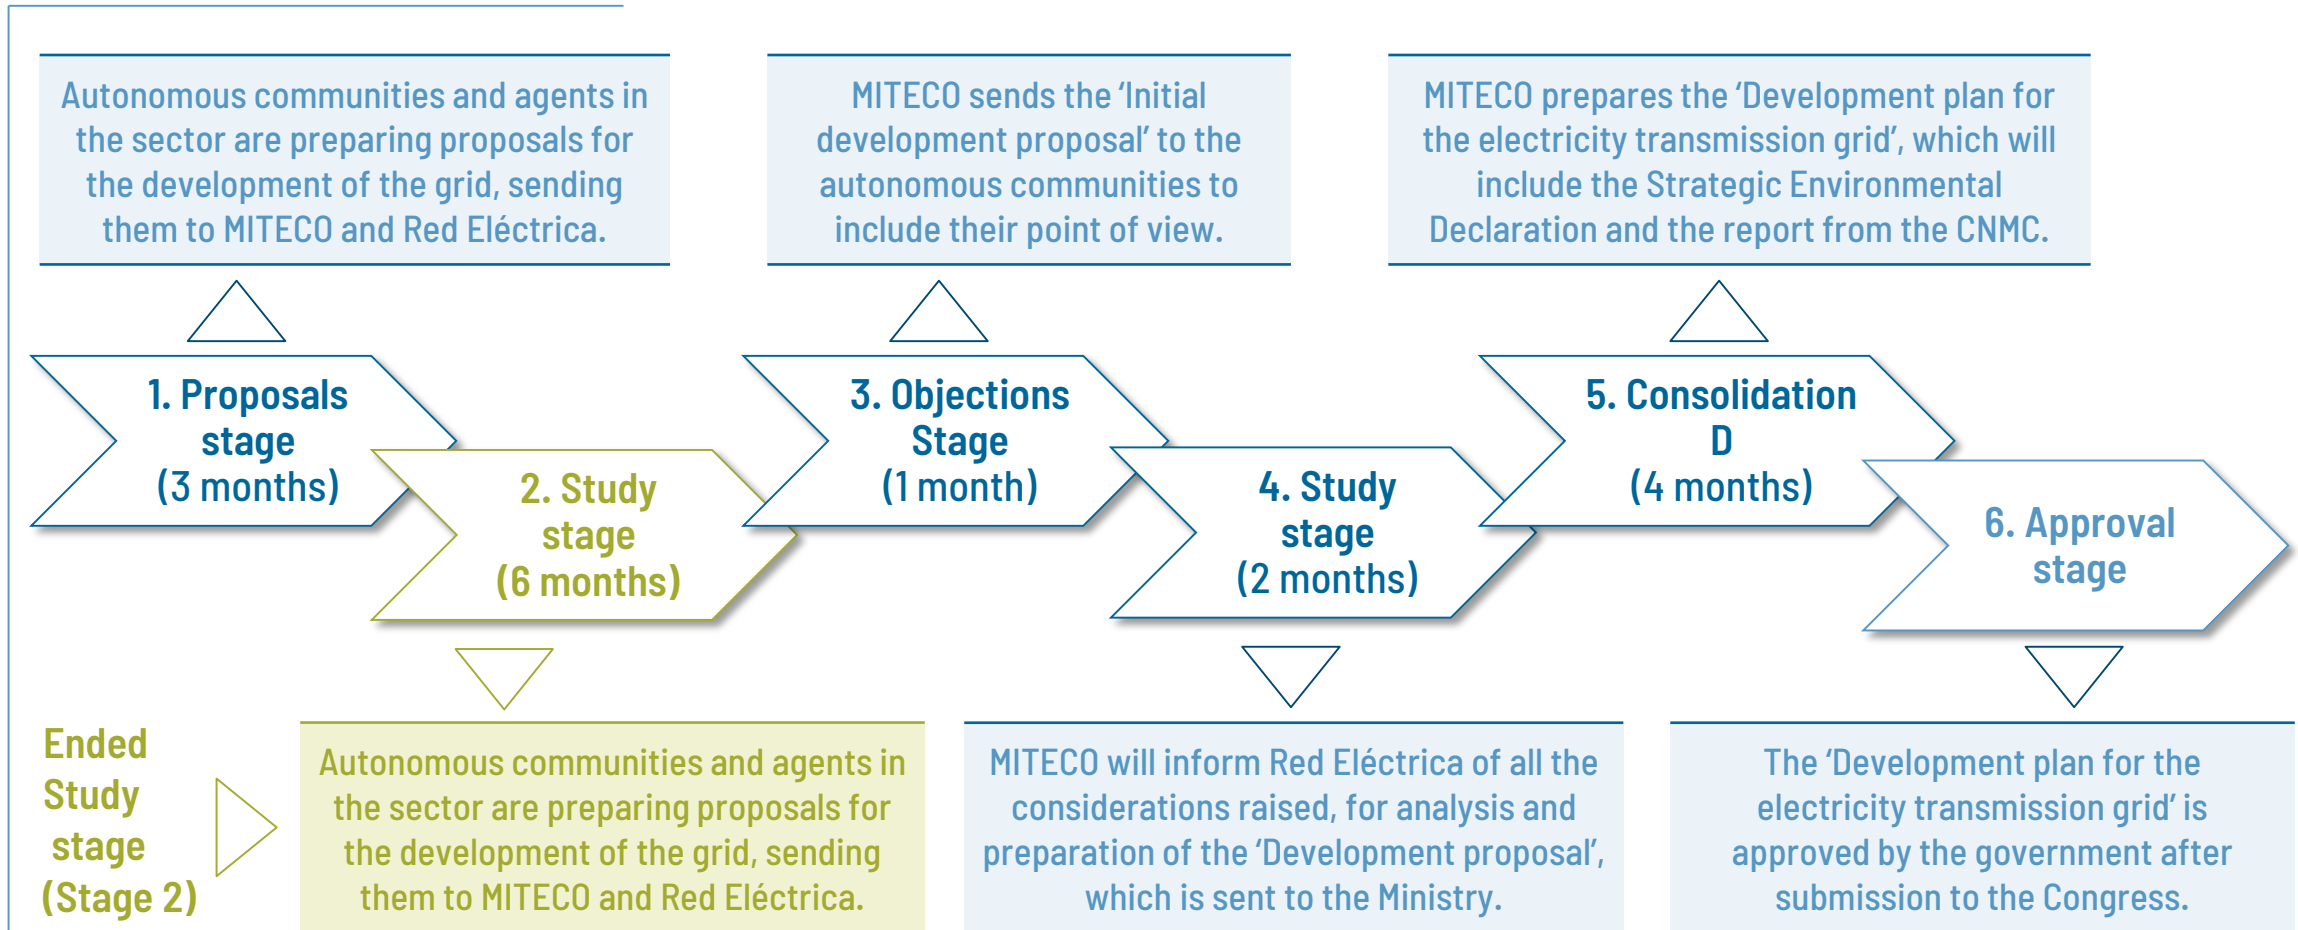 Autonomous communities and agents in
the sector are preparing proposals for
the development of the grid, sending
them to MITECO and Red Eléctrica.
MITECO sends the ‘Initial
development proposal’ to the
autonomous communities to
include their point of view.
MITECO prepares the ‘Development plan for
the electricity transmission grid’, which will
include the Strategic Environmental
Declaration and the report from the CNMC.
1. Proposals
stage
(3 months)
2. Study
stage
(6 months)
3. Objections
Stage
(1 month)
4. Study
stage
(2 months)
5. Consolidation
D
(4 months)
6. Approval
stage
Ended
Study
stage
(Stage 2)
Autonomous communities and agents in
the sector are preparing proposals for
the development of the grid, sending
them to MITECO and Red Eléctrica.
MITECO will inform Red Eléctrica of all the
considerations raised, for analysis and
preparation of the ‘Development proposal’,
which is sent to the Ministry.
The ‘Development plan for the
electricity transmission grid’ is
approved by the government after
submission to the Congress.